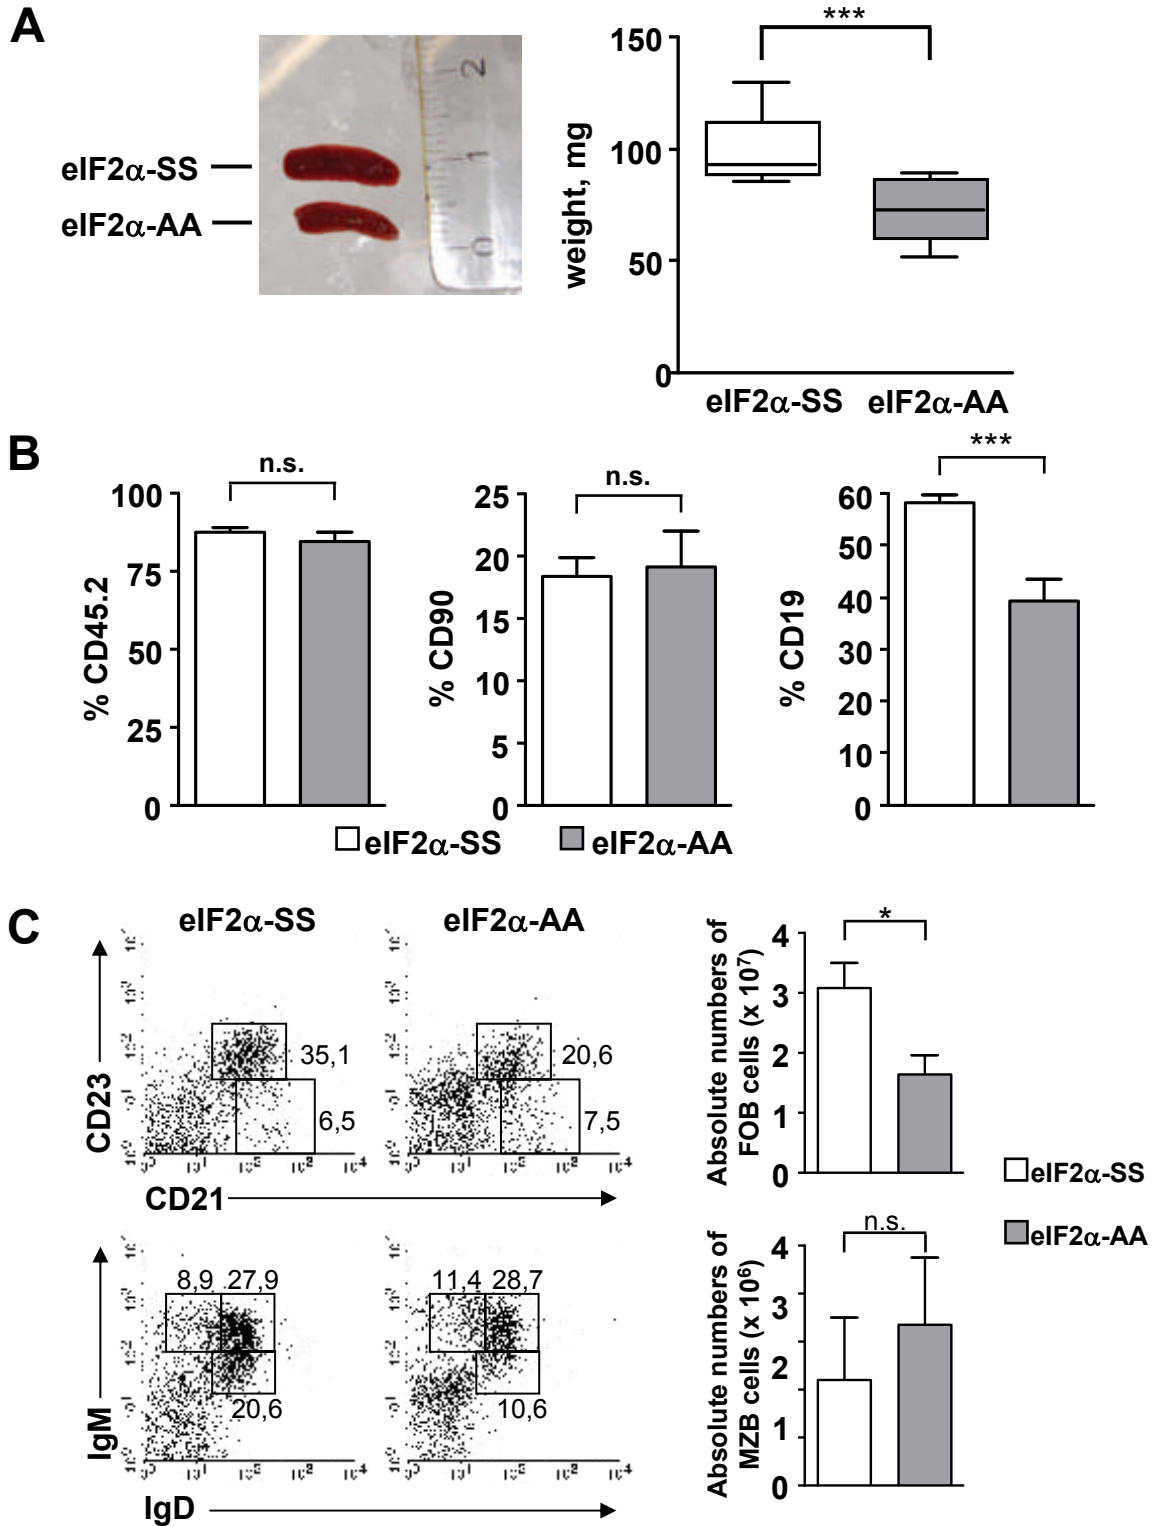 A
***
2
1
0
eIF2α-SS
eIF2α-AA
weight, mg
150
100
50
0
eIF2α-SS eIF2α-AA
B
n.s.
% CD45.2
100
75
50
25
0
n.s.
% CD90
25
20
15
10
5
0
***
% CD19
60
50
40
30
20
10
0
eIF2α-SS eIF2α-AA
C
eIF2α-SS eIF2α-AA
CD23
35,1
6,5
20,6
7,5
CD21
IgM
8,9 27,9
20,6
11,4 28,7
10,6
IgD
*
Absolute numbers of
FOB cells (x 10⁷)
4
3
2
1
0
n.s.
Absolute numbers of
MZB cells (x 10⁶)
4
3
2
1
0
eIF2α-SS
eIF2α-AA